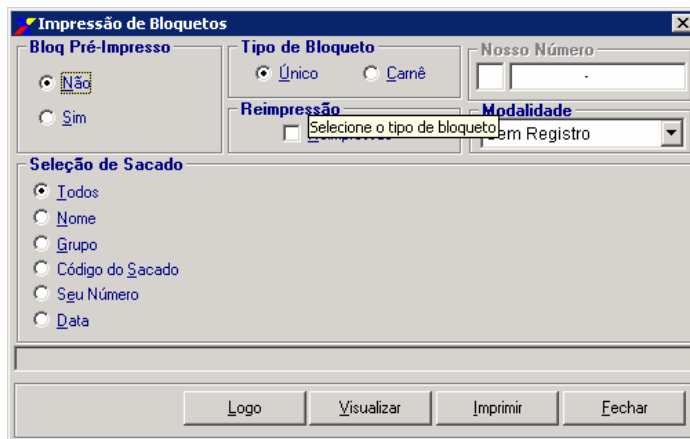 Impressão de Bloquetos
Bloq Pré-Impresso
Não
Sim
Tipo de Bloqueto
Único Carnê
Nosso Número
-
Reimpressão
Selecione o tipo de bloqueto
Modalidade
Sem Registro
Seleção de Sacado
Todos
Nome
Grupo
Código do Sacado
Seu Número
Data
Logo Visualizar Imprimir Fechar